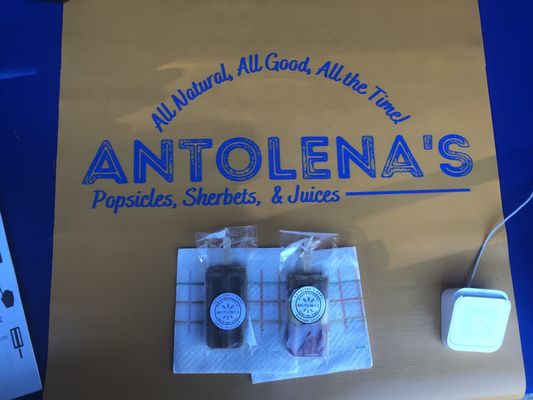 All Natural, All Good, All the Time!
ANTOLENA'S
Popsicles, Sherbets, & Juices